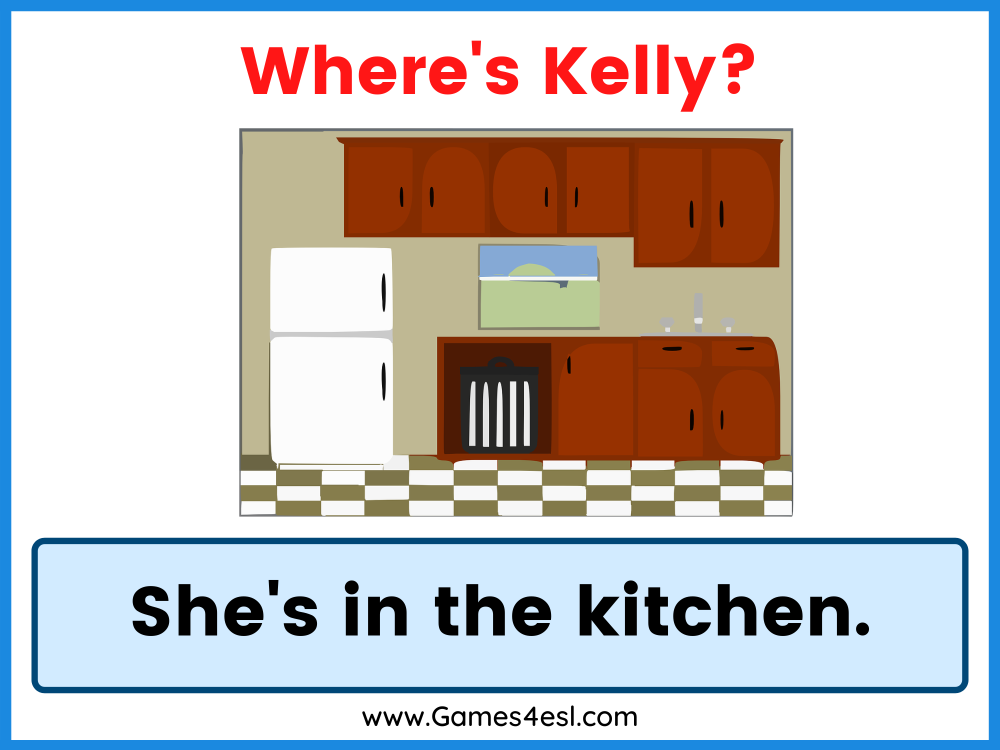 Where's Kelly?
She's in the kitchen.
www.Games4esl.com